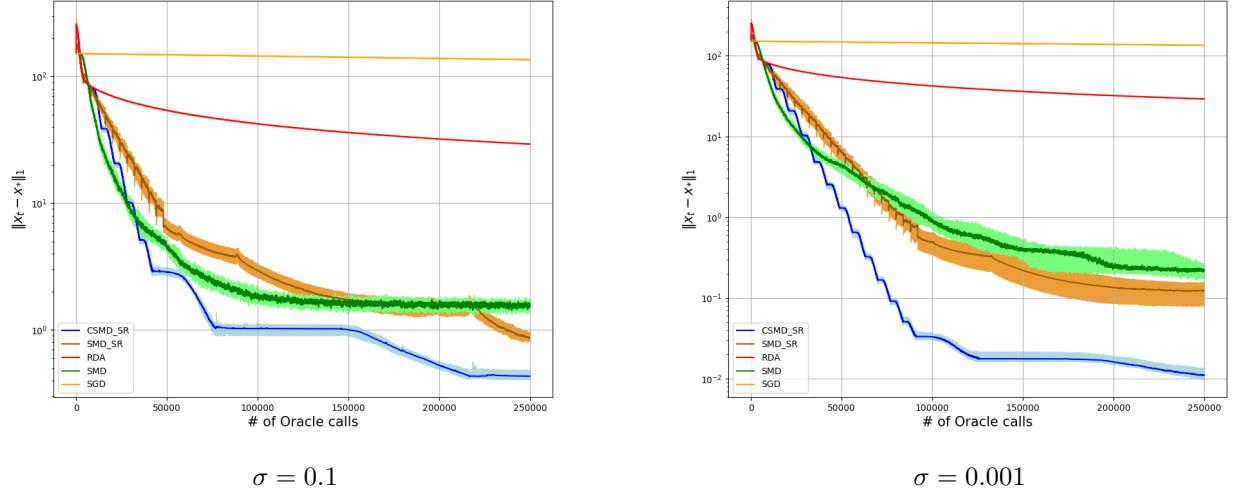 10²
10¹
10⁰
‖x_t − x_*‖₁
CSMD_SR
SMD_SR
RDA
SMD
SGD
0 50000 100000 150000 200000 250000
# of Oracle calls
σ = 0.1
10²
10¹
10⁰
10⁻¹
10⁻²
‖x_t − x_*‖₁
CSMD_SR
SMD_SR
RDA
SMD
SGD
0 50000 100000 150000 200000 250000
# of Oracle calls
σ = 0.001